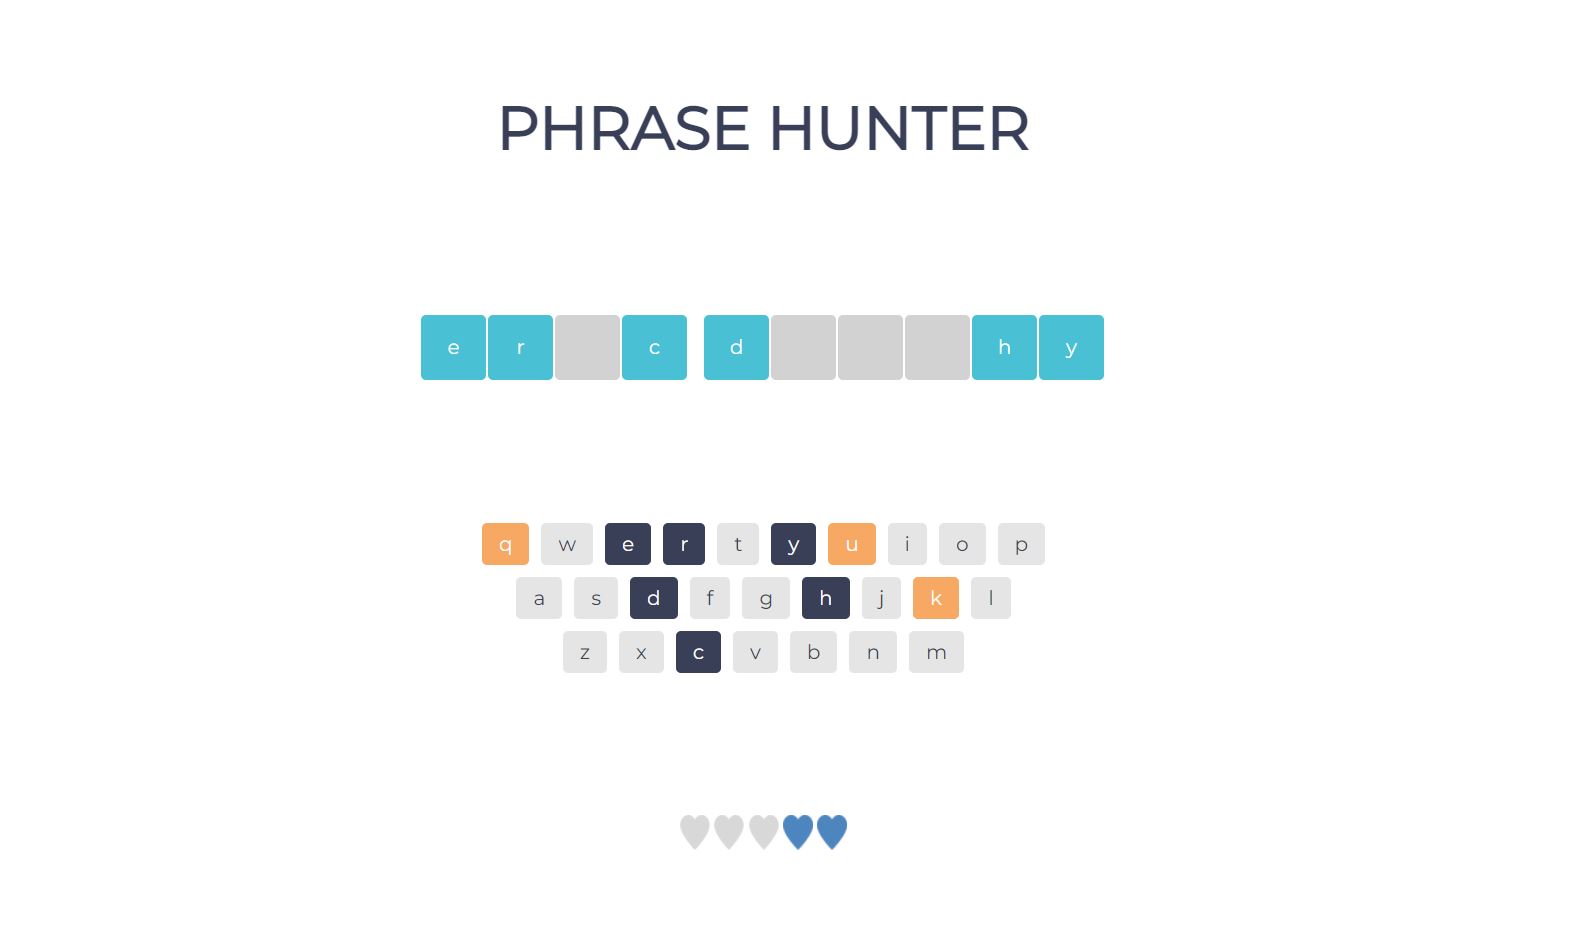 PHRASE HUNTER
e r c d h y
q w e r t y u i o p
a s d f g h j k l
z x c v b n m